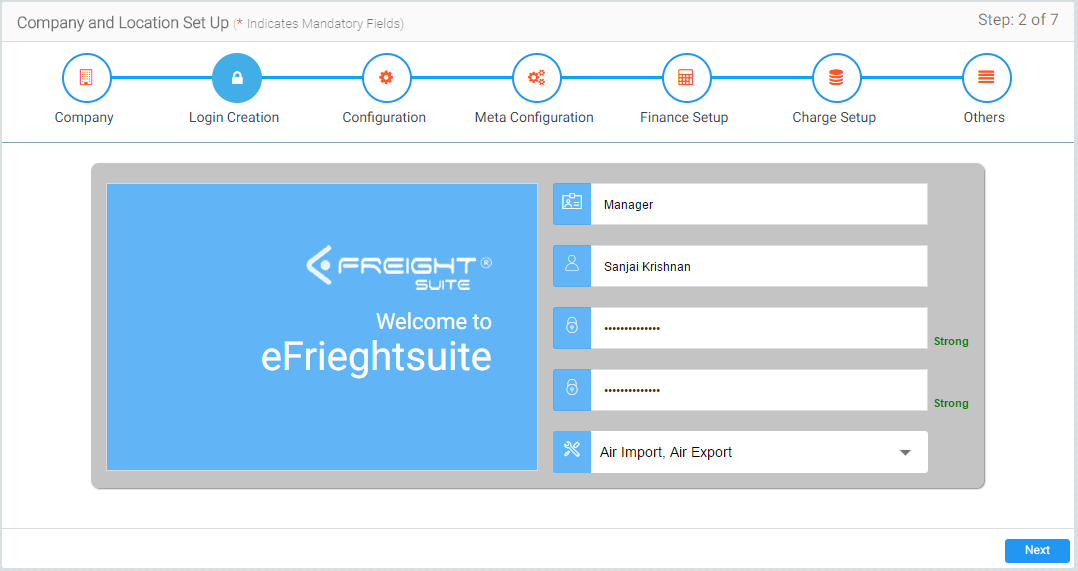 Company and Location Set Up (* Indicates Mandatory Fields)
Step: 2 of 7
Company
Login Creation
Configuration
Meta Configuration
Finance Setup
Charge Setup
Others
FREIGHT®
SUITE
Welcome to
eFrieghtsuite
Manager
Sanjai Krishnan
••••••••••••••
Strong
••••••••••••••
Strong
Air Import, Air Export
Next